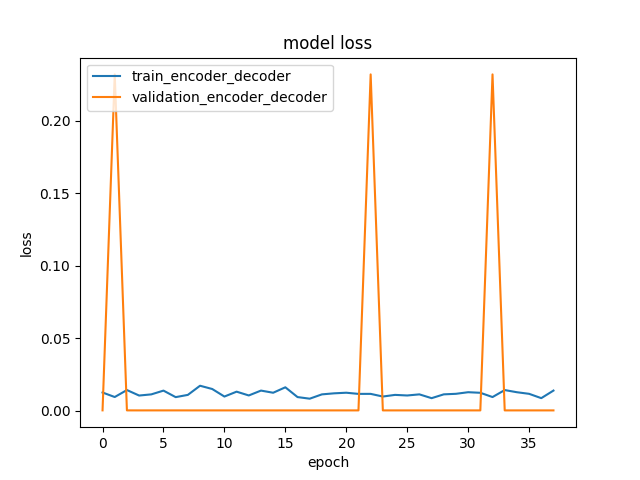 model loss
train_encoder_decoder
validation_encoder_decoder
0.20
0.15
0.10
0.05
0.00
loss
0 5 10 15 20 25 30 35
epoch